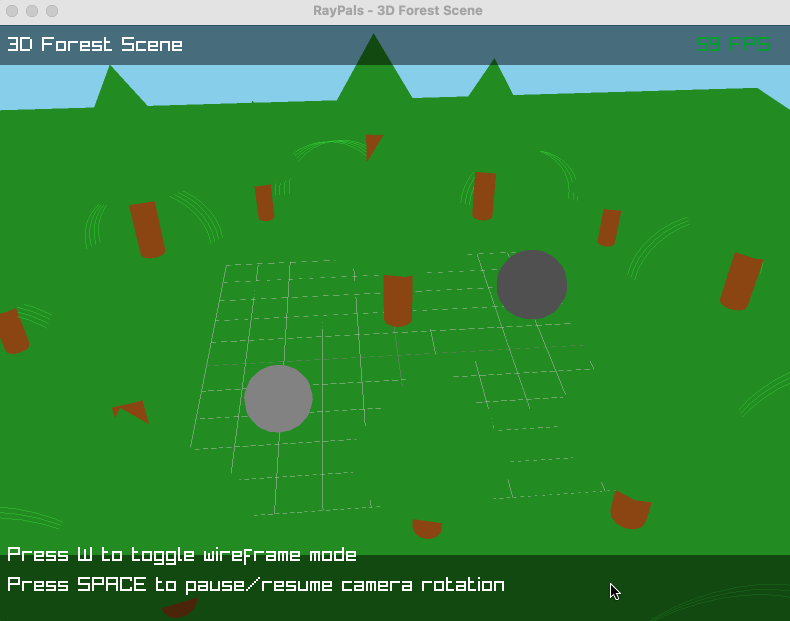 RayPals - 3D Forest Scene
3D Forest Scene
58 FPS
Press W to toggle wireframe mode
Press SPACE to pause/resume camera rotation